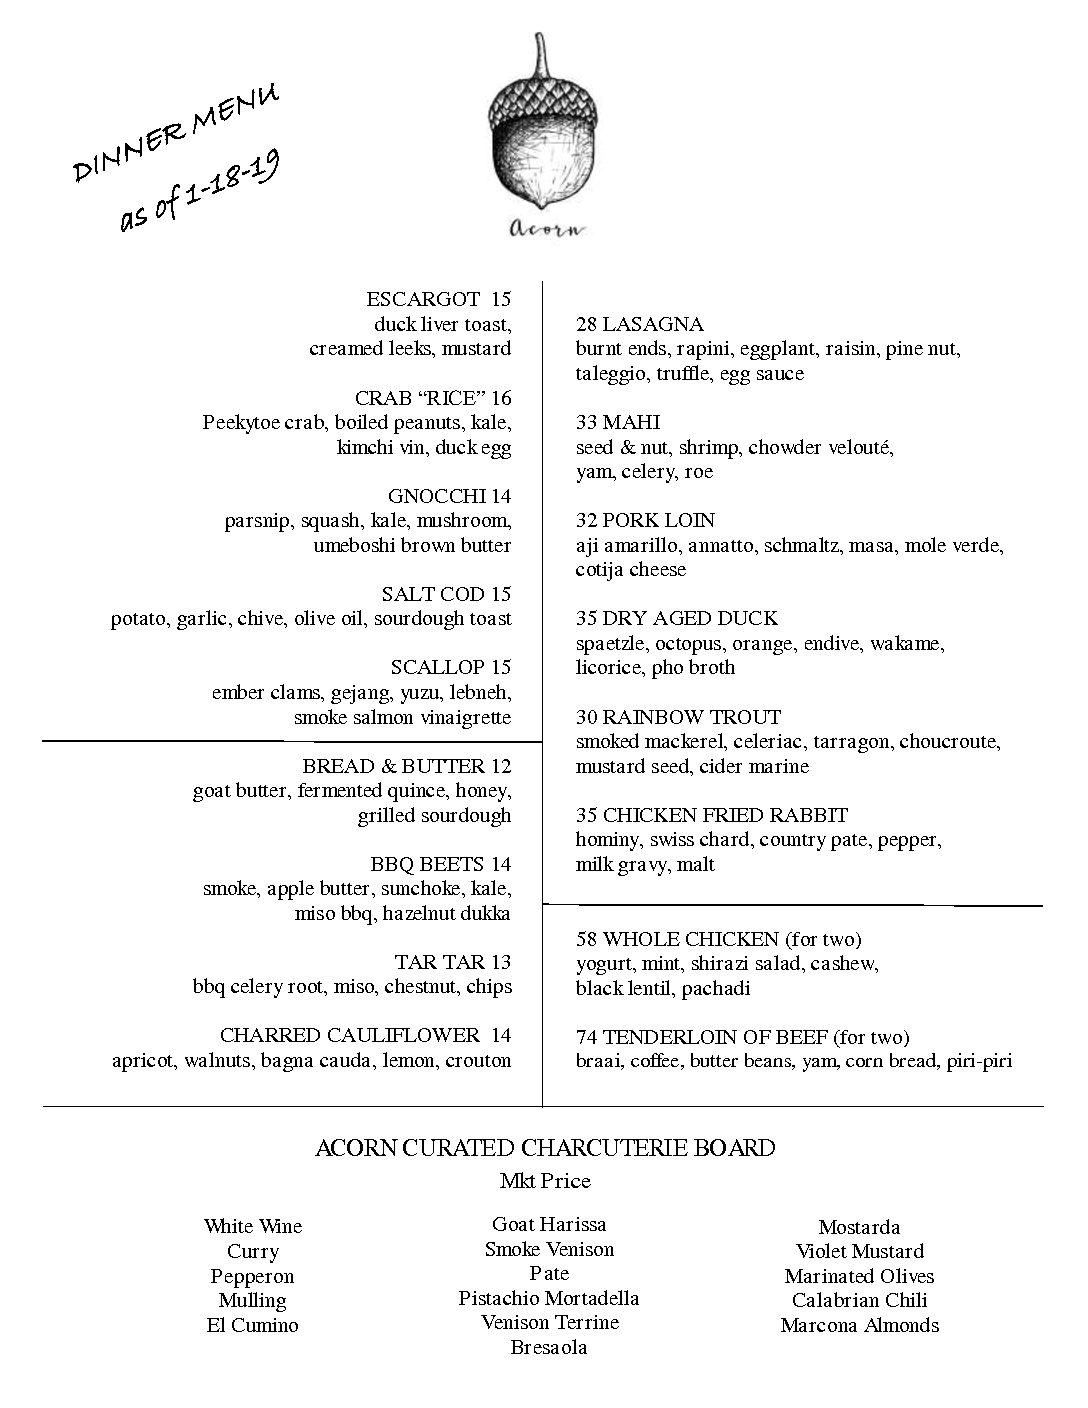 DINNER MENU
as of 1-18-19
Acorn
ESCARGOT 15
duck liver toast,
creamed leeks, mustard
CRAB “RICE” 16
Peekytoe crab, boiled peanuts, kale,
kimchi vin, duck egg
GNOCCHI 14
parsnip, squash, kale, mushroom,
umeboshi brown butter
SALT COD 15
potato, garlic, chive, olive oil, sourdough toast
SCALLOP 15
ember clams, gejang, yuzu, lebneh,
smoke salmon vinaigrette
BREAD & BUTTER 12
goat butter, fermented quince, honey,
grilled sourdough
BBQ BEETS 14
smoke, apple butter, sunchoke, kale,
miso bbq, hazelnut dukka
TAR TAR 13
bbq celery root, miso, chestnut, chips
CHARRED CAULIFLOWER 14
apricot, walnuts, bagna cauda, lemon, crouton
28 LASAGNA
burnt ends, rapini, eggplant, raisin, pine nut,
taleggio, truffle, egg sauce
33 MAHI
seed & nut, shrimp, chowder velouté,
yam, celery, roe
32 PORK LOIN
aji amarillo, annatto, schmaltz, masa, mole verde,
cotija cheese
35 DRY AGED DUCK
spaetzle, octopus, orange, endive, wakame,
licorice, pho broth
30 RAINBOW TROUT
smoked mackerel, celeriac, tarragon, choucroute,
mustard seed, cider marine
35 CHICKEN FRIED RABBIT
hominy, swiss chard, country pate, pepper,
milk gravy, malt
58 WHOLE CHICKEN (for two)
yogurt, mint, shirazi salad, cashew,
black lentil, pachadi
74 TENDERLOIN OF BEEF (for two)
braai, coffee, butter beans, yam, corn bread, piri-piri
ACORN CURATED CHARCUTERIE BOARD
Mkt Price
White Wine
Curry
Pepperon
Mulling
El Cumino
Goat Harissa
Smoke Venison
Pate
Pistachio Mortadella
Venison Terrine
Bresaola
Mostarda
Violet Mustard
Marinated Olives
Calabrian Chili
Marcona Almonds